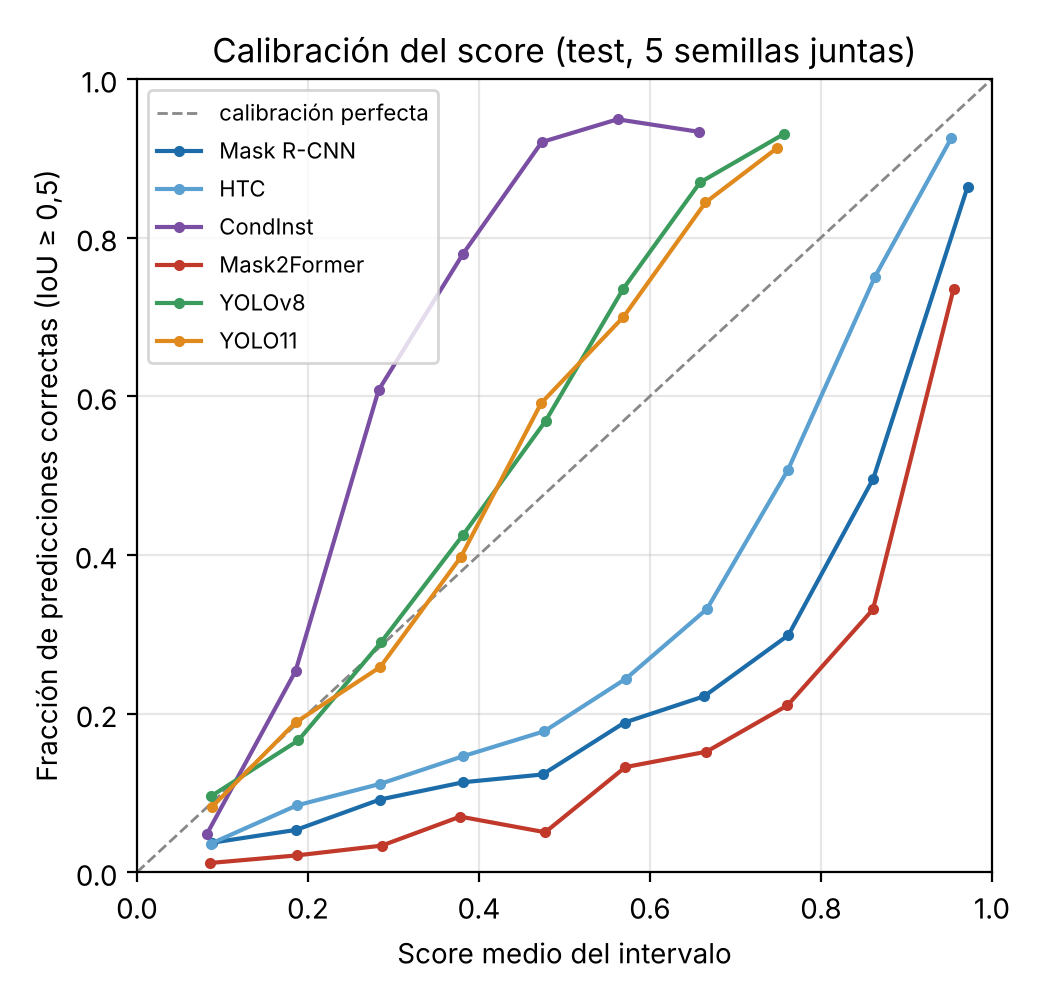 Calibración del score (test, 5 semillas juntas)
calibración perfecta
Mask R-CNN
HTC
CondInst
Mask2Former
YOLOv8
YOLO11
Fracción de predicciones correctas (IoU ≥ 0,5)
1.0
0.8
0.6
0.4
0.2
0.0
0.0 0.2 0.4 0.6 0.8 1.0
Score medio del intervalo